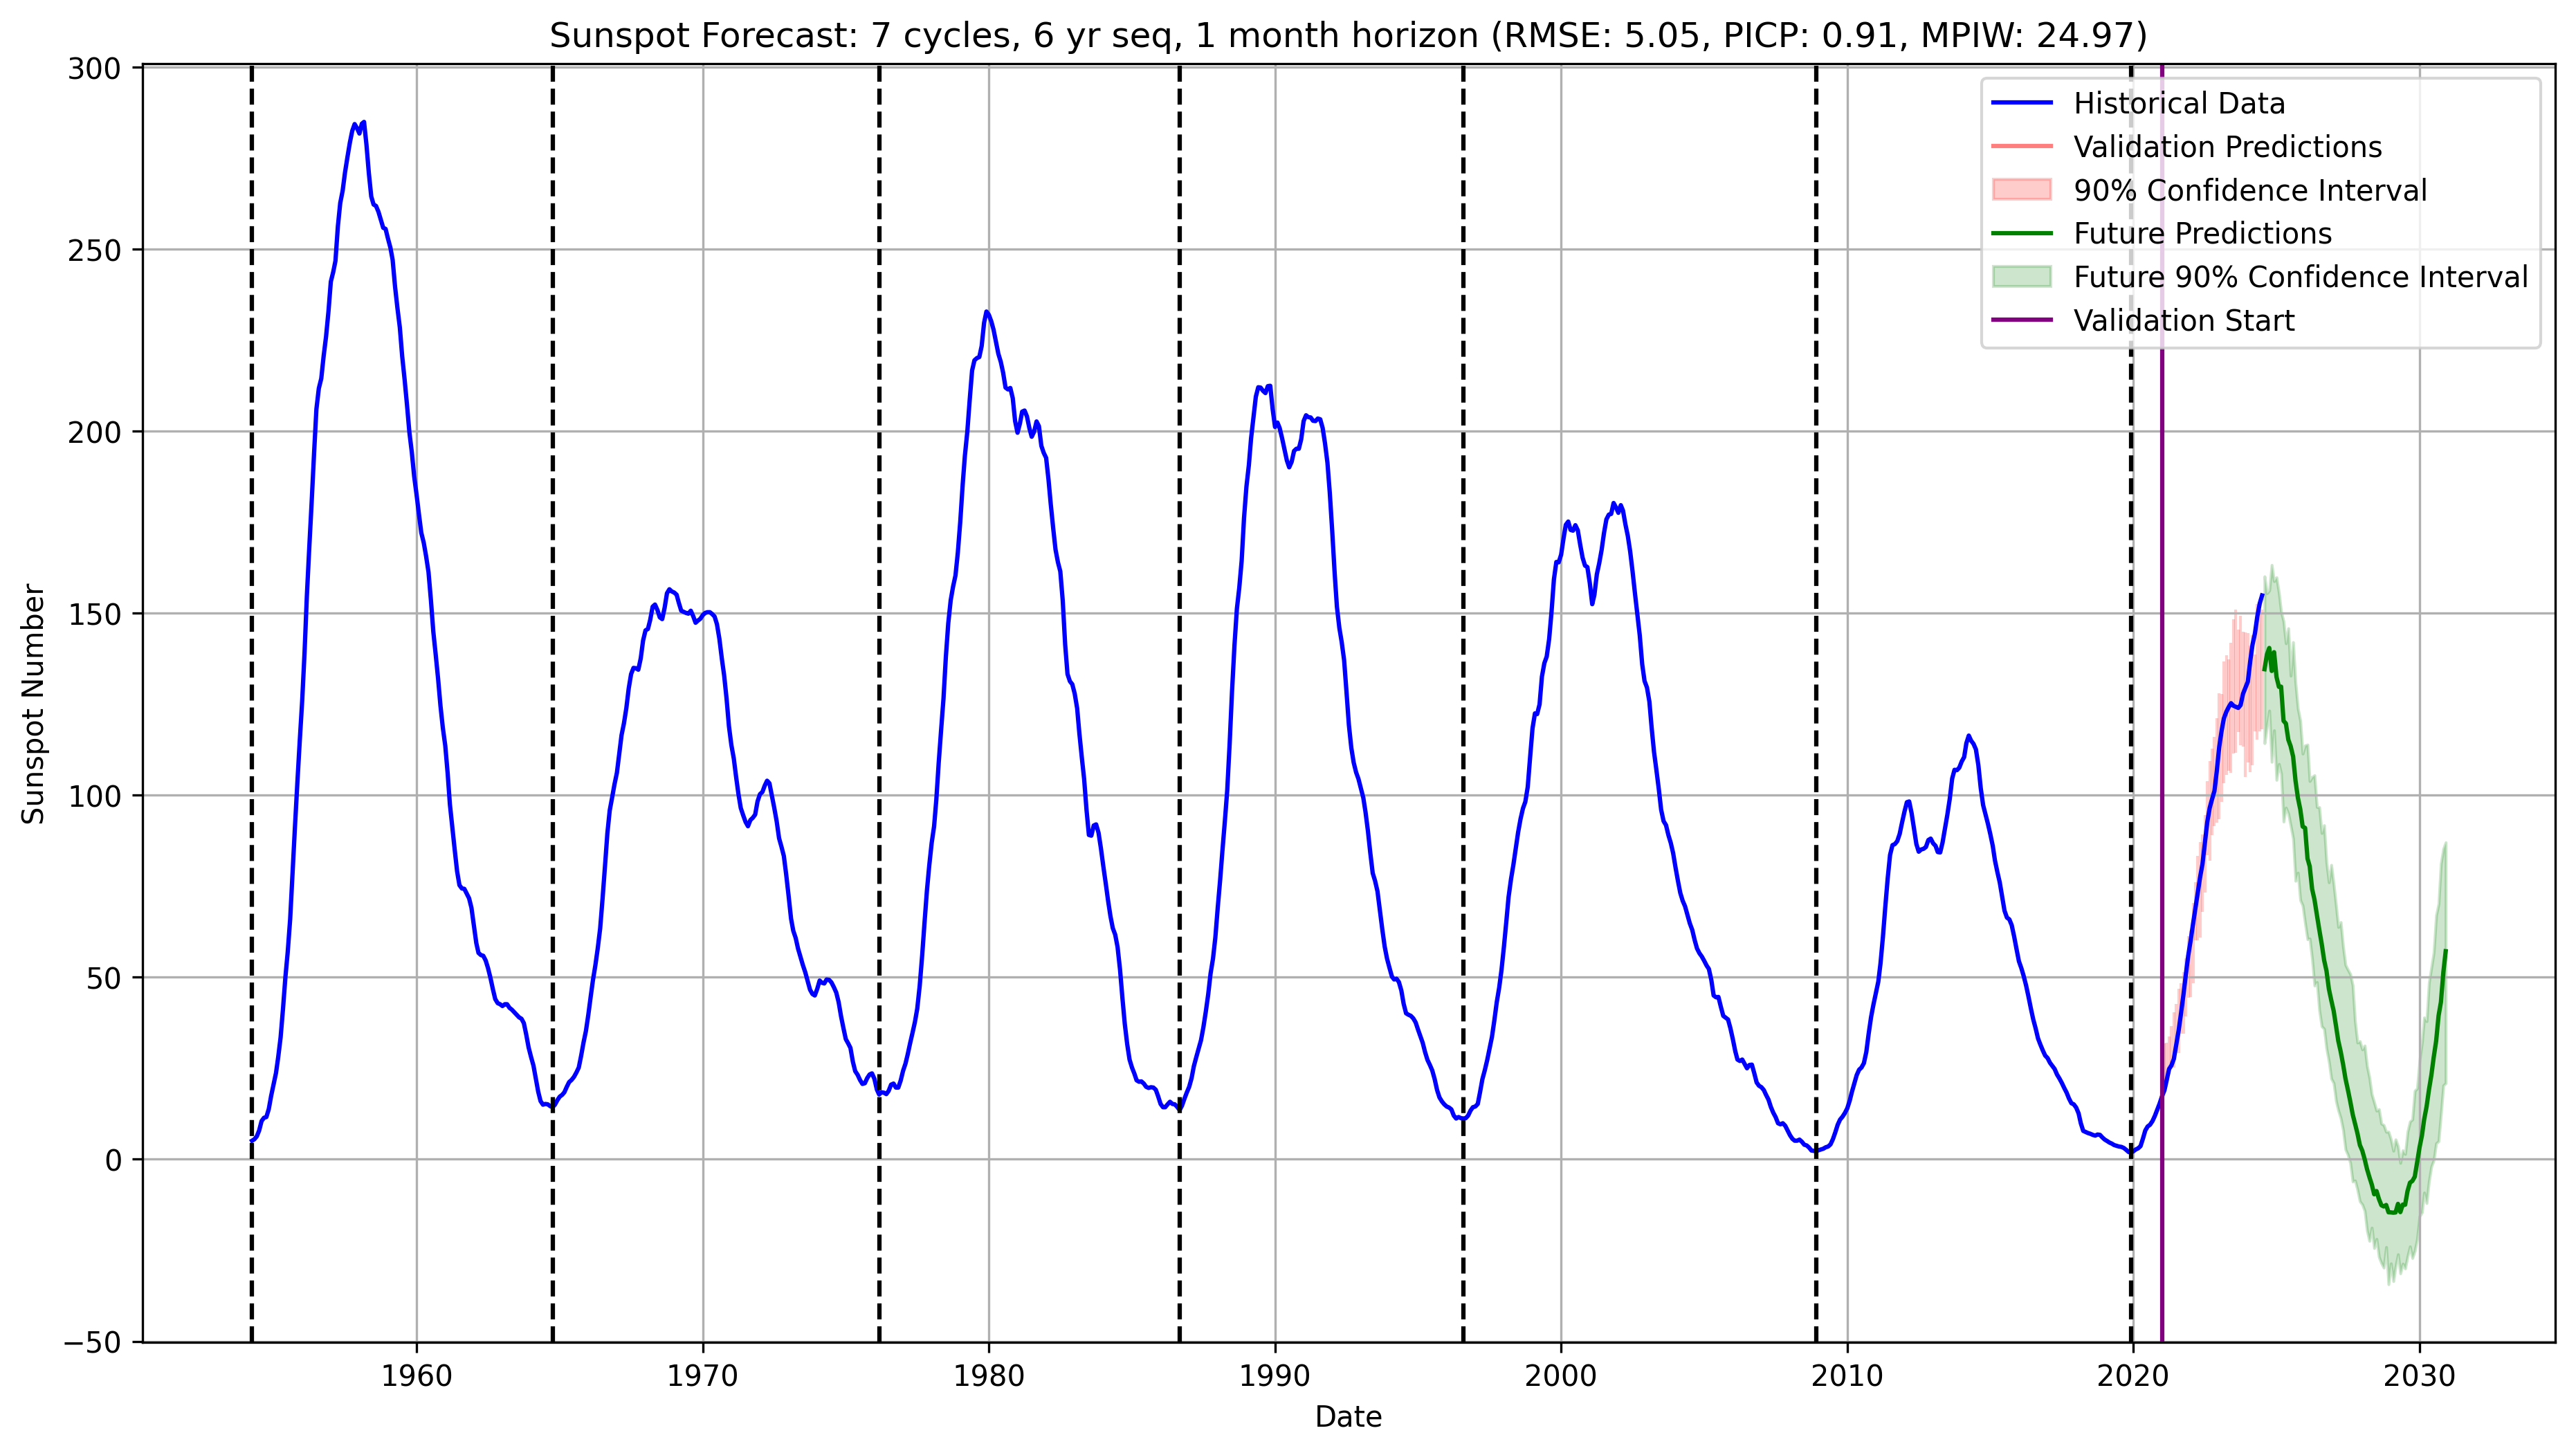 Sunspot Forecast: 7 cycles, 6 yr seq, 1 month horizon (RMSE: 5.05, PICP: 0.91, MPIW: 24.97)
Historical Data
Validation Predictions
90% Confidence Interval
Future Predictions
Future 90% Confidence Interval
Validation Start
Sunspot Number
300
250
200
150
100
50
0
−50
1960 1970 1980 1990 2000 2010 2020 2030
Date